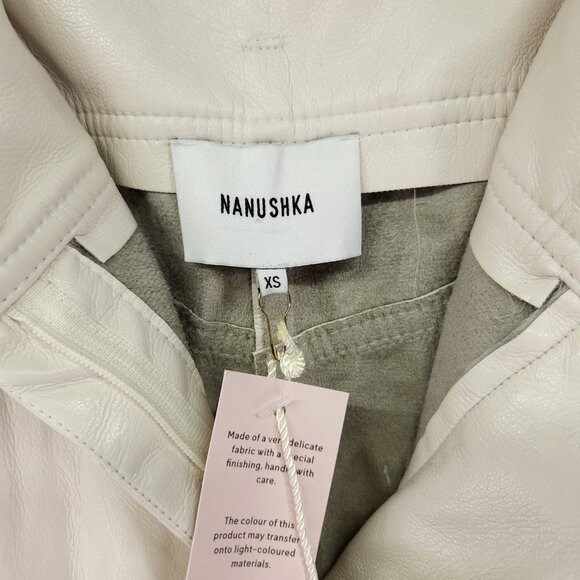 NANUSHKA
XS
Made of a very delicate
fabric with a special
finishing, handle with
care.
The colour of this
product may transfer
onto light-coloured
materials.